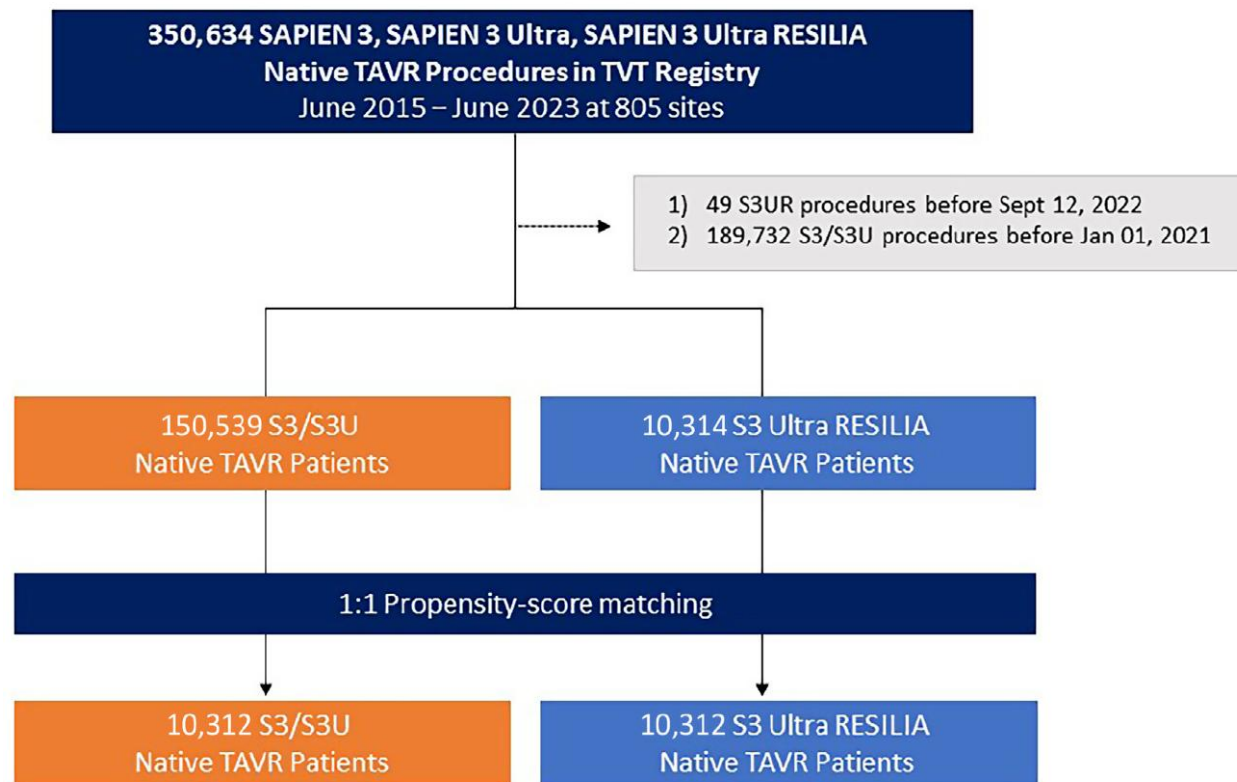 350,634 SAPIEN 3, SAPIEN 3 Ultra, SAPIEN 3 Ultra RESILIA
Native TAVR Procedures in TVT Registry
June 2015 – June 2023 at 805 sites
1) 49 S3UR procedures before Sept 12, 2022
2) 189,732 S3/S3U procedures before Jan 01, 2021
150,539 S3/S3U
Native TAVR Patients
10,314 S3 Ultra RESILIA
Native TAVR Patients
1:1 Propensity-score matching
10,312 S3/S3U
Native TAVR Patients
10,312 S3 Ultra RESILIA
Native TAVR Patients